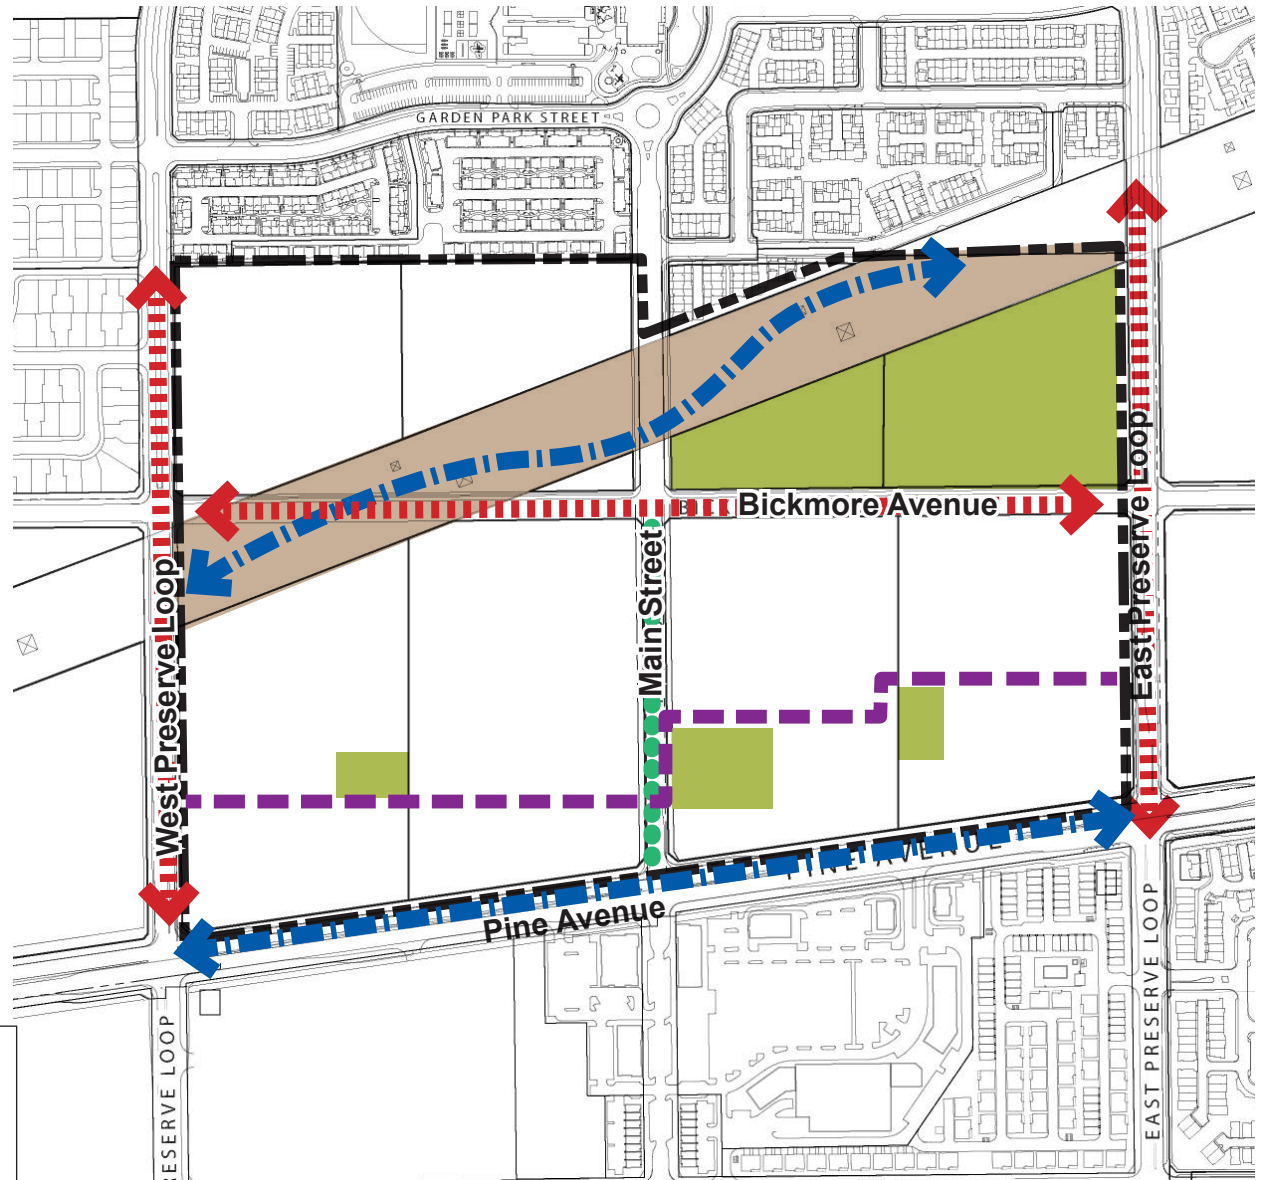 GARDEN PARK STREET
BICK
Bickmore Avenue
East Preserve Loop
Main Street
West Preserve Loop
PINE AVENUE
Pine Avenue
EAST PRESERVE LOOP
RESERVE LOOP